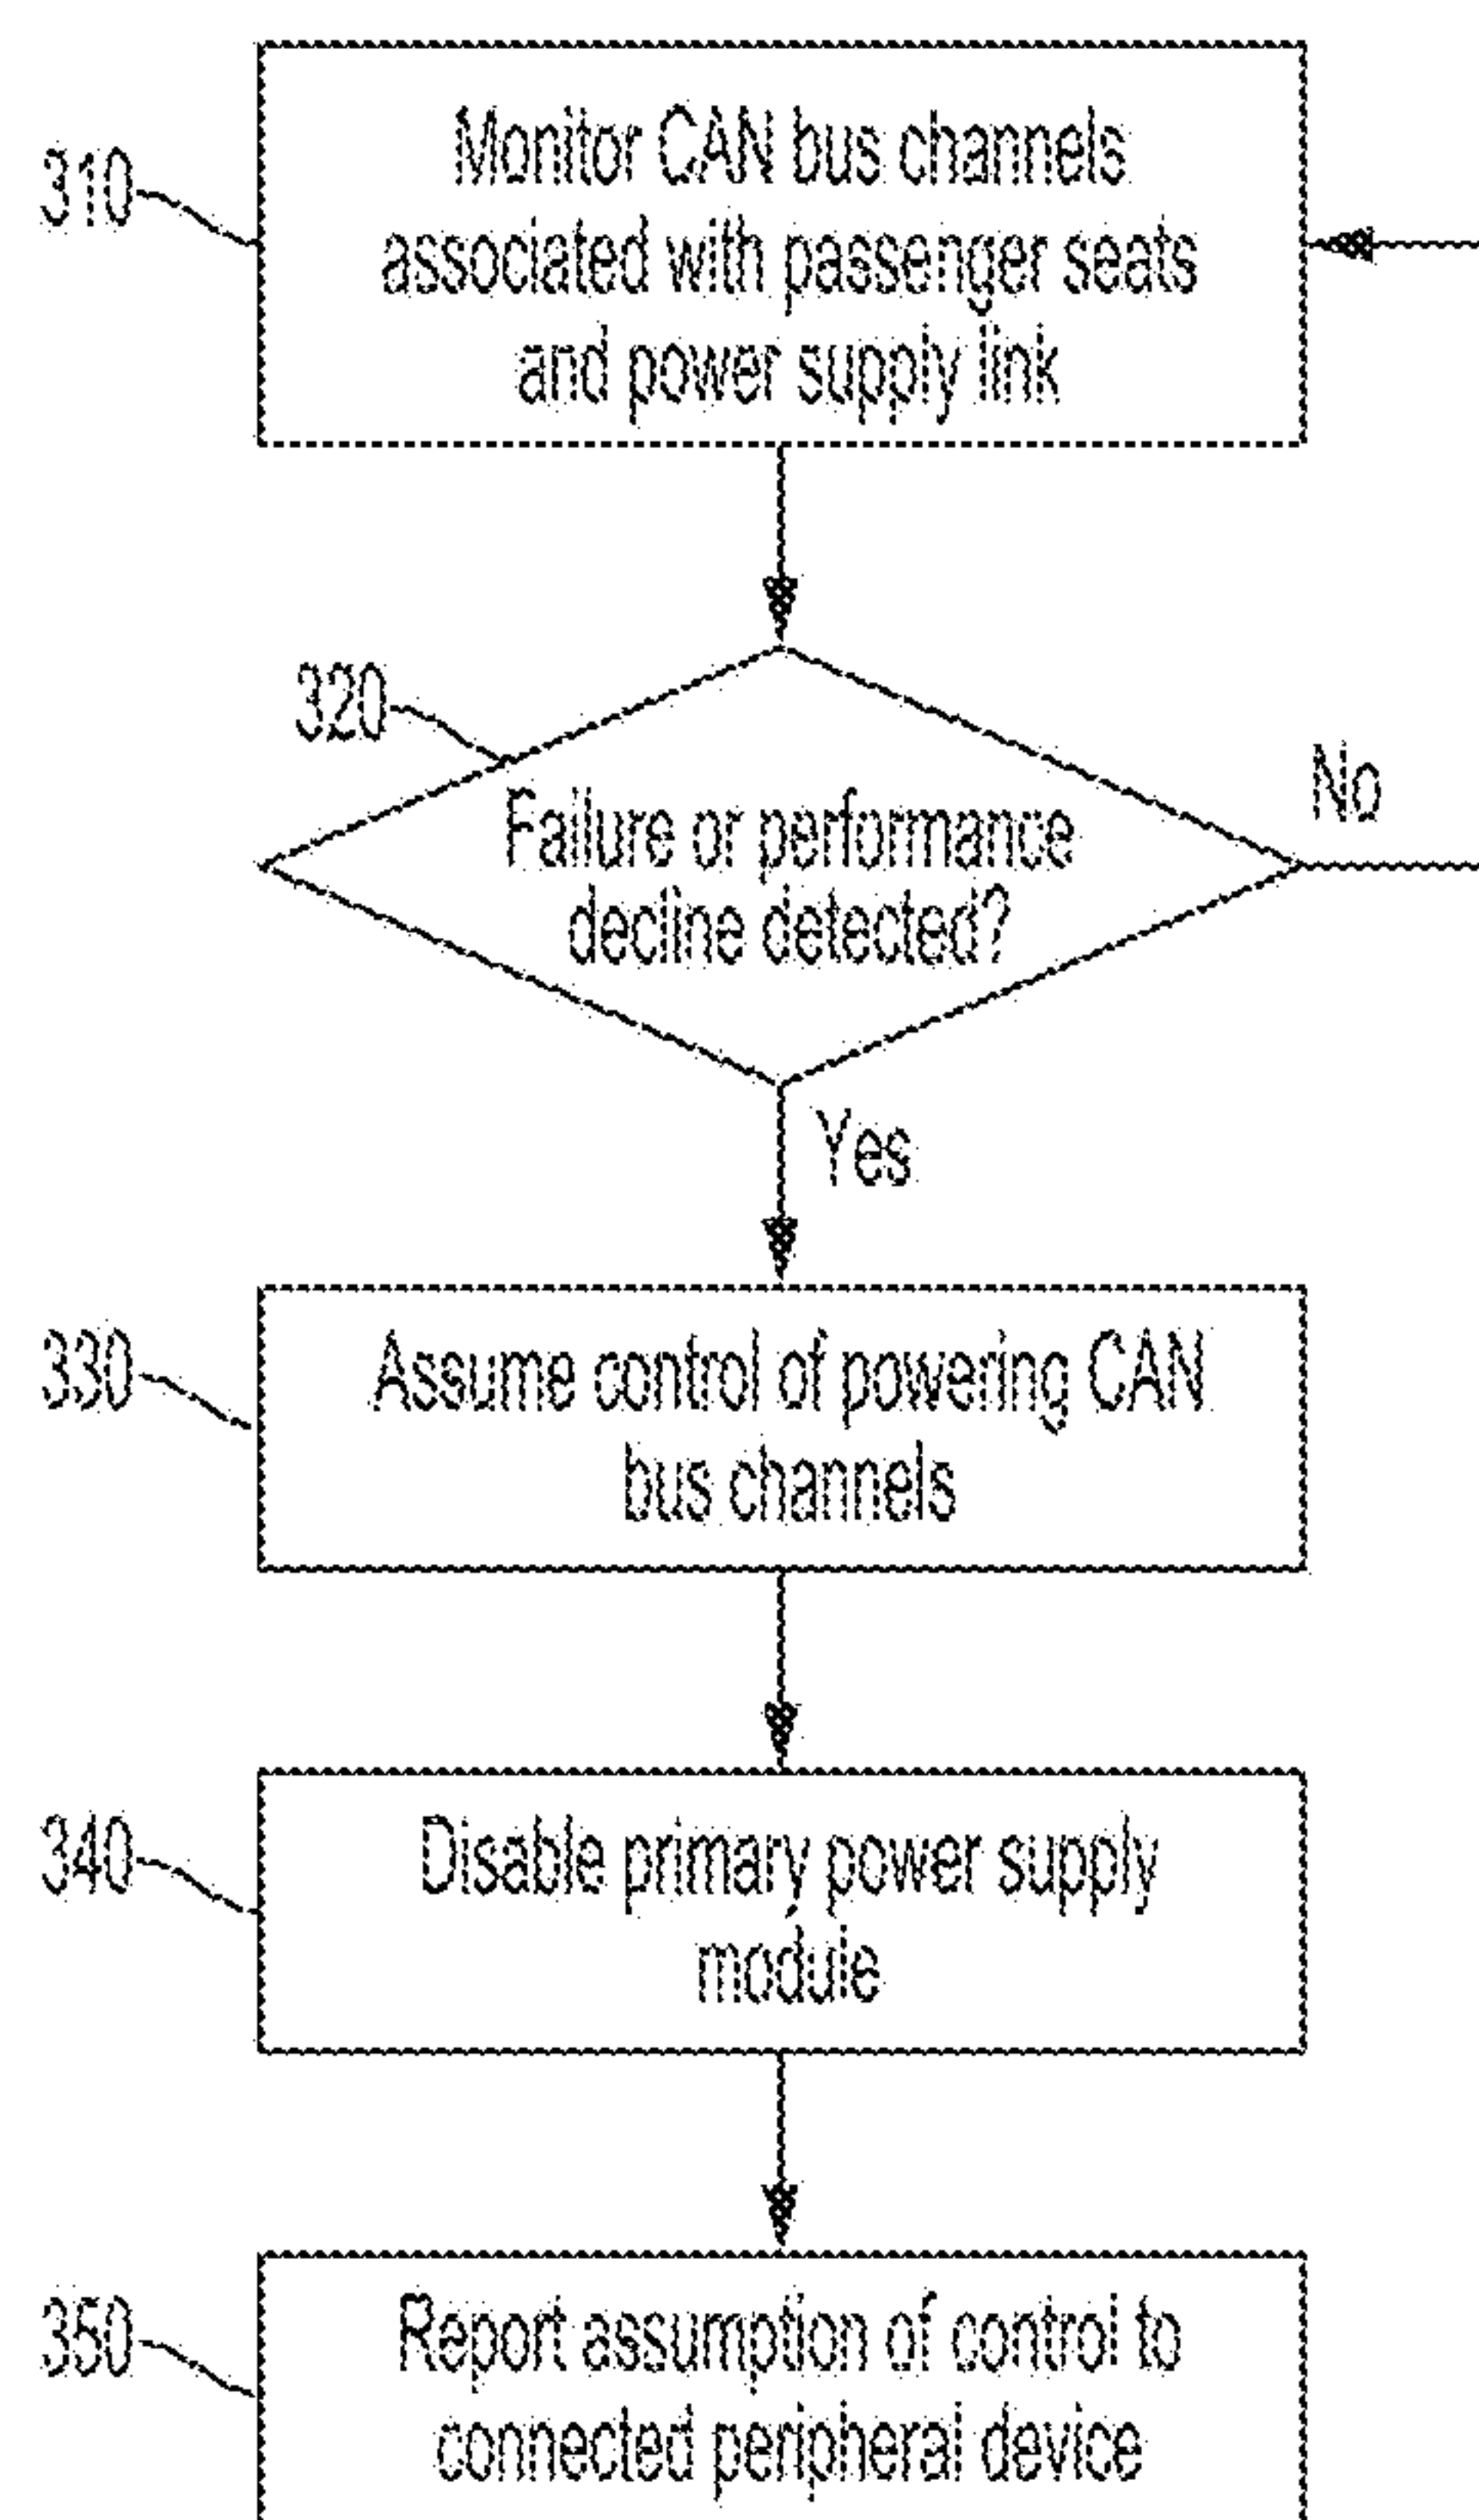 310
Monitor CAN bus channels
associated with passenger seats
and power supply link
320
Failure or performance
decline detected?
No
Yes
330
Assume control of powering CAN
bus channels
340
Disable primary power supply
module
350
Report assumption of control to
connected peripheral device